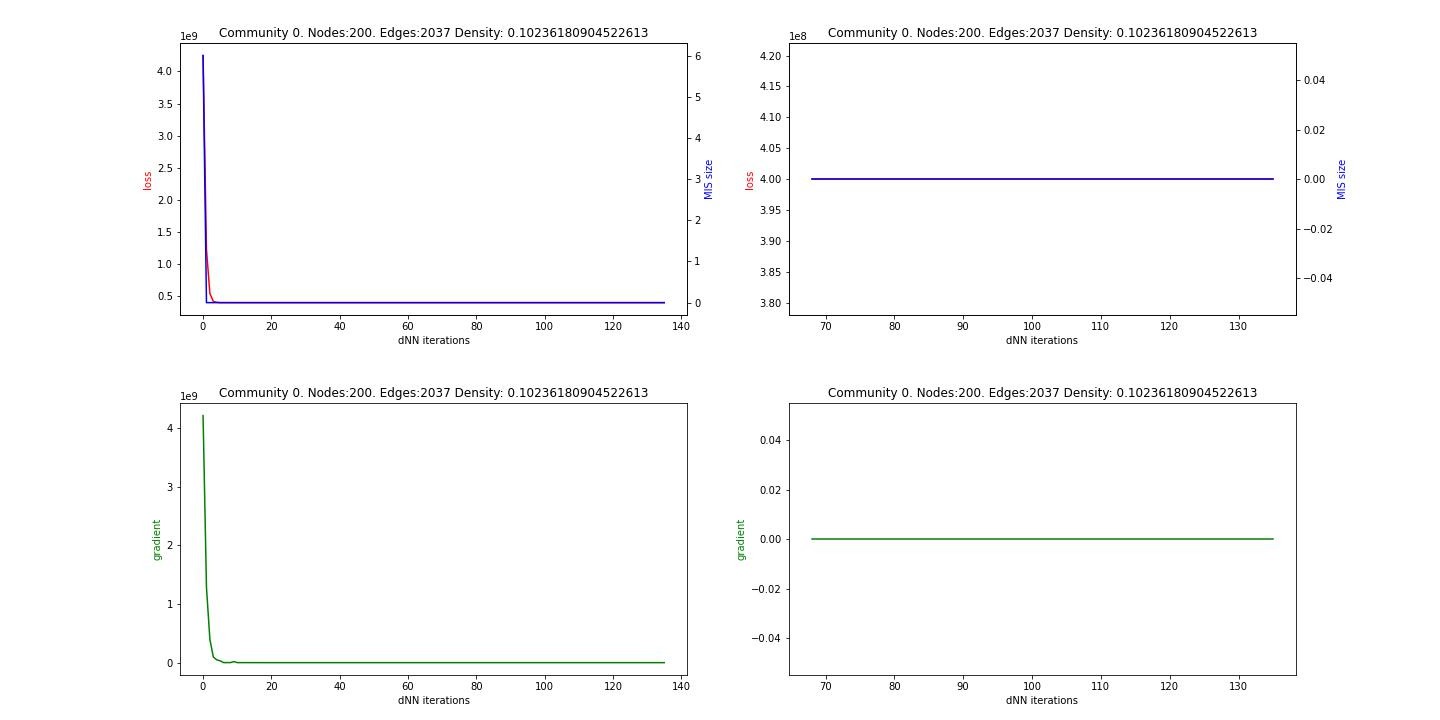 Community 0. Nodes:200. Edges:2037 Density: 0.10236180904522613
1e9
4.0
3.5
3.0
2.5
2.0
1.5
1.0
0.5
loss
6
5
4
3
2
1
0
MIS size
0 20 40 60 80 100 120 140
dNN iterations
Community 0. Nodes:200. Edges:2037 Density: 0.10236180904522613
1e8
4.20
4.15
4.10
4.05
4.00
3.95
3.90
3.85
3.80
loss
0.04
0.02
0.00
−0.02
−0.04
MIS size
70 80 90 100 110 120 130
dNN iterations
Community 0. Nodes:200. Edges:2037 Density: 0.10236180904522613
1e9
4
3
2
1
0
gradient
0 20 40 60 80 100 120 140
dNN iterations
Community 0. Nodes:200. Edges:2037 Density: 0.10236180904522613
0.04
0.02
0.00
−0.02
−0.04
gradient
70 80 90 100 110 120 130
dNN iterations